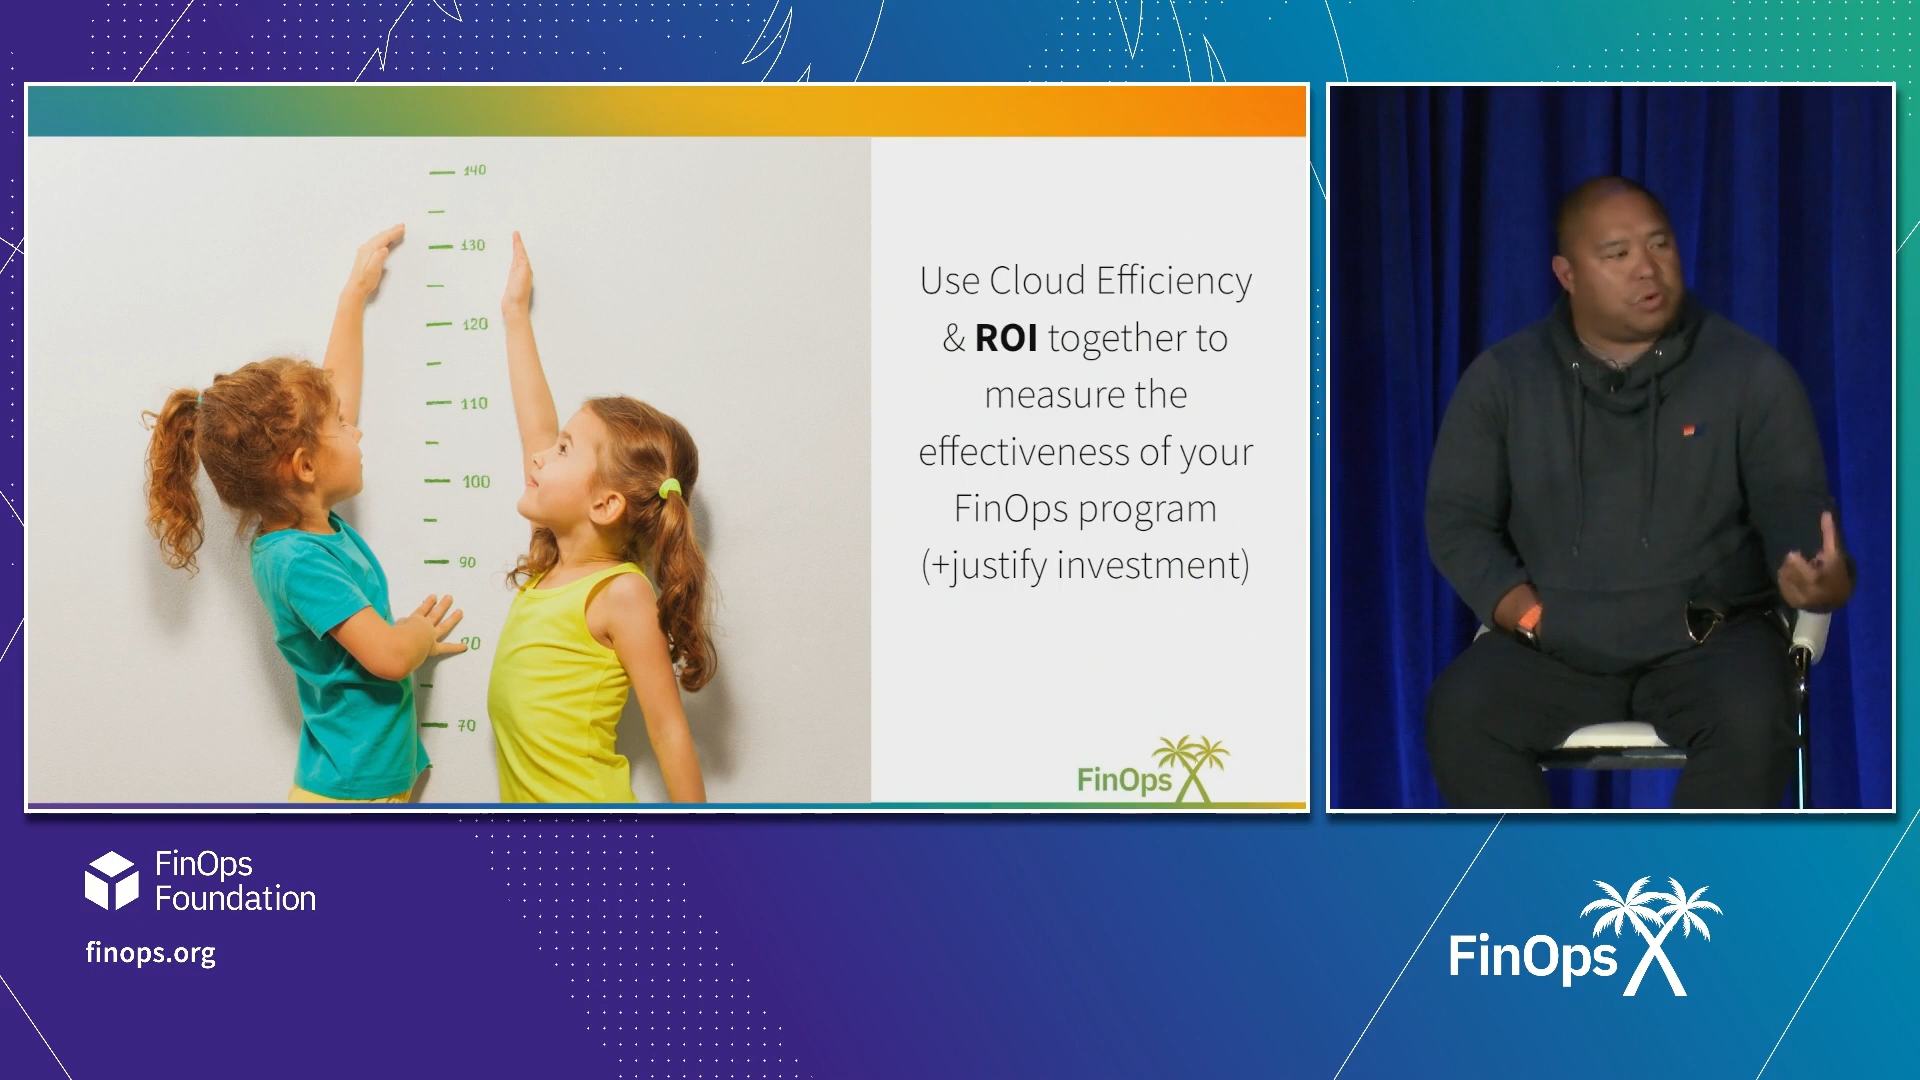 140
130
120
110
100
90
80
70
Use Cloud Efficiency
& ROI together to
measure the
effectiveness of your
FinOps program
(+justify investment)
FinOps X
FinOps
Foundation
finops.org
FinOps X